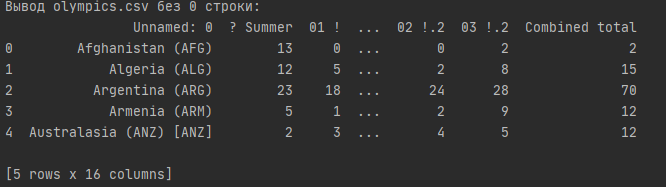 Вывод olympics.csv без 0 строки:
Unnamed: 0 ? Summer 01 ! ... 02 !.2 03 !.2 Combined total
0 Afghanistan (AFG) 13 0 ... 0 2 2
1 Algeria (ALG) 12 5 ... 2 8 15
2 Argentina (ARG) 23 18 ... 24 28 70
3 Armenia (ARM) 5 1 ... 2 9 12
4 Australasia (ANZ) [ANZ] 2 3 ... 4 5 12
[5 rows x 16 columns]